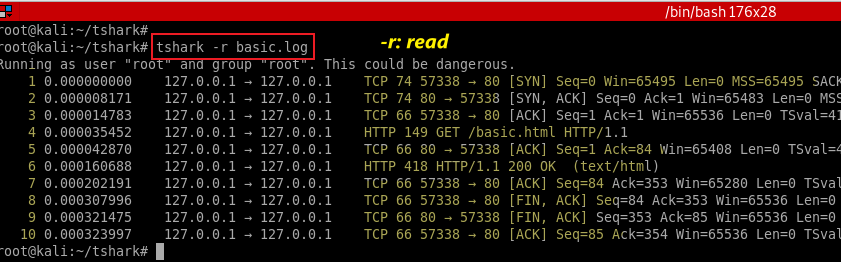 /bin/bash 176x28
root@kali:~/tshark#
root@kali:~/tshark# tshark -r basic.log -r: read
Running as user "root" and group "root". This could be dangerous.
1 0.000000000 127.0.0.1 → 127.0.0.1 TCP 74 57338 → 80 [SYN] Seq=0 Win=65495 Len=0 MSS=65495 SACK
2 0.000008171 127.0.0.1 → 127.0.0.1 TCP 74 80 → 57338 [SYN, ACK] Seq=0 Ack=1 Win=65483 Len=0 MSS
3 0.000014783 127.0.0.1 → 127.0.0.1 TCP 66 57338 → 80 [ACK] Seq=1 Ack=1 Win=65536 Len=0 TSval=41
4 0.000035452 127.0.0.1 → 127.0.0.1 HTTP 149 GET /basic.html HTTP/1.1
5 0.000042870 127.0.0.1 → 127.0.0.1 TCP 66 80 → 57338 [ACK] Seq=1 Ack=84 Win=65408 Len=0 TSval=4
6 0.000160688 127.0.0.1 → 127.0.0.1 HTTP 418 HTTP/1.1 200 OK (text/html)
7 0.000202191 127.0.0.1 → 127.0.0.1 TCP 66 57338 → 80 [ACK] Seq=84 Ack=353 Win=65280 Len=0 TSval
8 0.000307996 127.0.0.1 → 127.0.0.1 TCP 66 57338 → 80 [FIN, ACK] Seq=84 Ack=353 Win=65536 Len=0
9 0.000321475 127.0.0.1 → 127.0.0.1 TCP 66 80 → 57338 [FIN, ACK] Seq=353 Ack=85 Win=65536 Len=0
10 0.000323997 127.0.0.1 → 127.0.0.1 TCP 66 57338 → 80 [ACK] Seq=85 Ack=354 Win=65536 Len=0 TSva
root@kali:~/tshark#